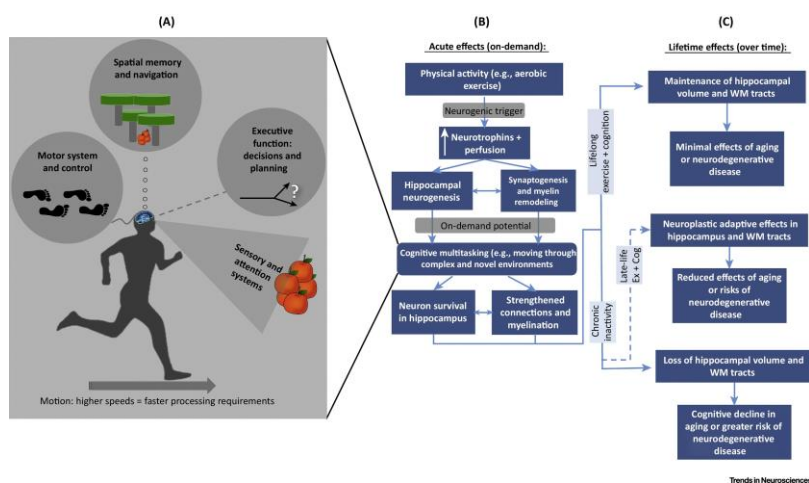 (A)
Spatial memory
and navigation
Motor system
and control
Executive
function:
decisions and
planning
?
Sensory and
attention
systems
Motion: higher speeds = faster processing requirements
(B)
Acute effects (on-demand):
Physical activity (e.g., aerobic
exercise)
Neurogenic trigger
Neurotrophins +
perfusion
Hippocampal
neurogenesis
Synaptogenesis
and myelin
remodeling
On-demand potential
Cognitive multitasking (e.g., moving through
complex and novel environments
Neuron survival
in hippocampus
Strengthened
connections and
myelination
Lifelong
exercise + cognition
Late-life
Ex + Cog
Chronic
inactivity
(C)
Lifetime effects (over time):
Maintenance of hippocampal
volume and WM tracts
Minimal effects of aging
or neurodegenerative
disease
Neuroplastic adaptive effects in
hippocampus and WM tracts
Reduced effects of aging
or risks of
neurodegenerative
disease
Loss of hippocampal volume and
WM tracts
Cognitive decline in
aging or greater risk of
neurodegenerative
disease
Trends in Neurosciences